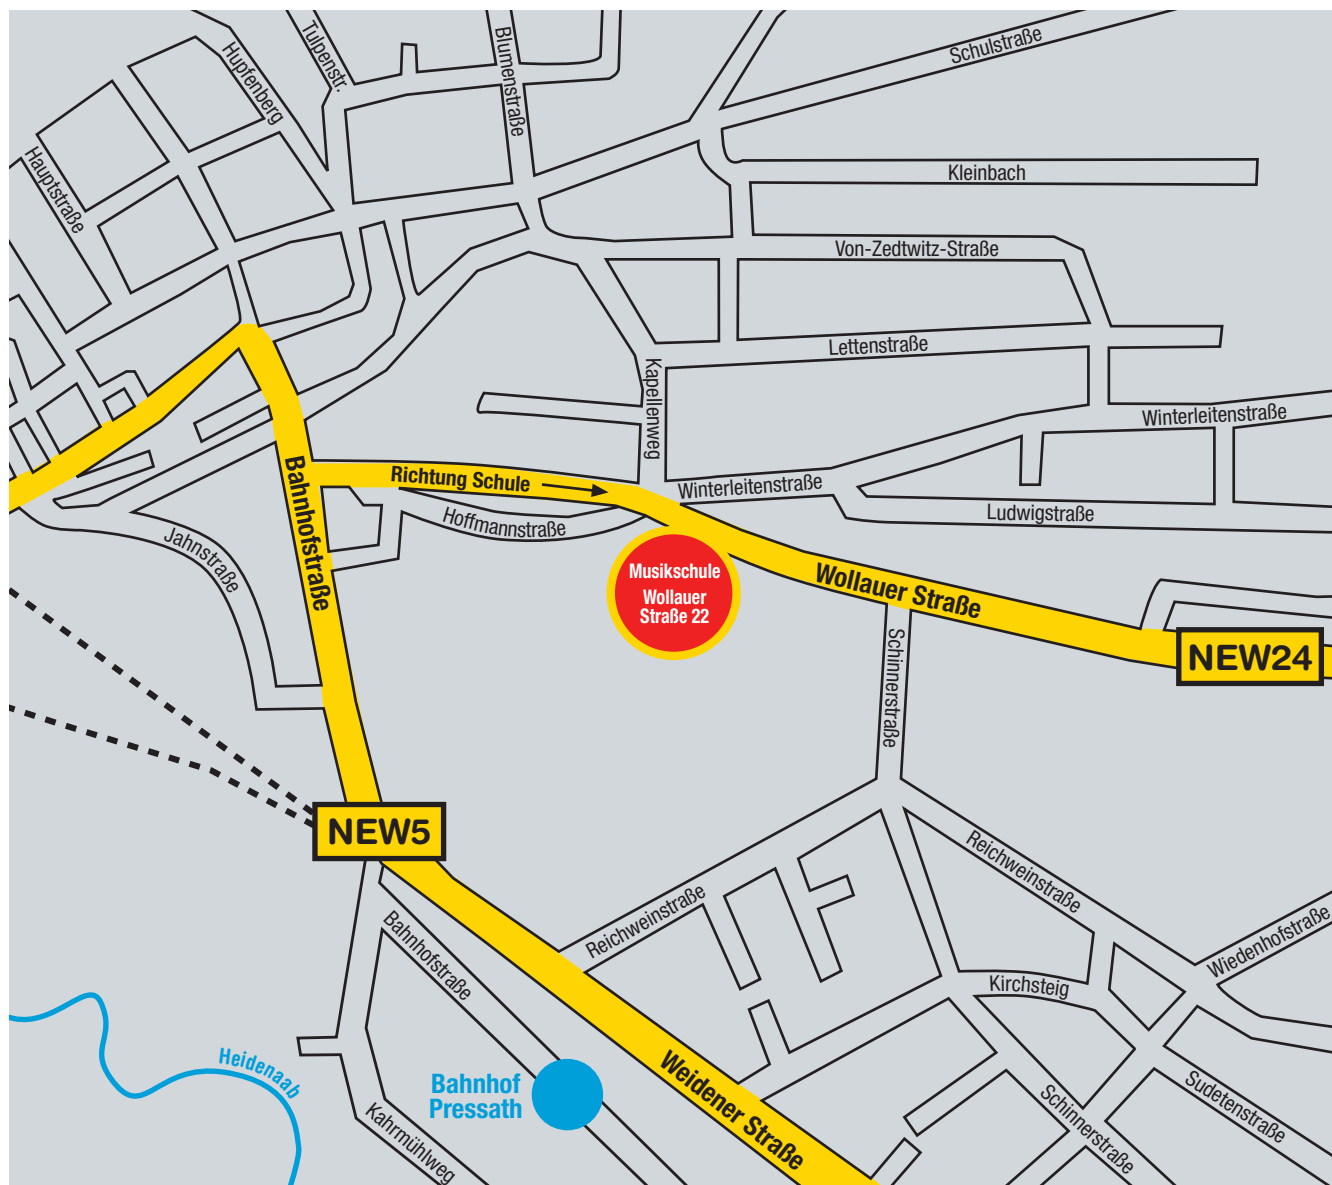 Tulpenstr.
Hupfenberg
Blumenstraße
Schulstraße
Hauptstraße
Kleinbach
Von-Zedtwitz-Straße
Lettenstraße
Kapellenweg
Winterleitenstraße
Richtung Schule
Winterleitenstraße
Bahnhofstraße
Hoffmannstraße
Ludwigstraße
Jahnstraße
Musikschule
Wollauer
Straße 22
Wollauer Straße
Schinnerstraße
NEW24
NEW5
Reichweinstraße
Reichweinstraße
Bahnhofstraße
Wiedenhofstraße
Kirchsteig
Heidenaab
Bahnhof
Pressath
Weidener Straße
Kahrmühlweg
Schinnerstraße
Sudetenstraße